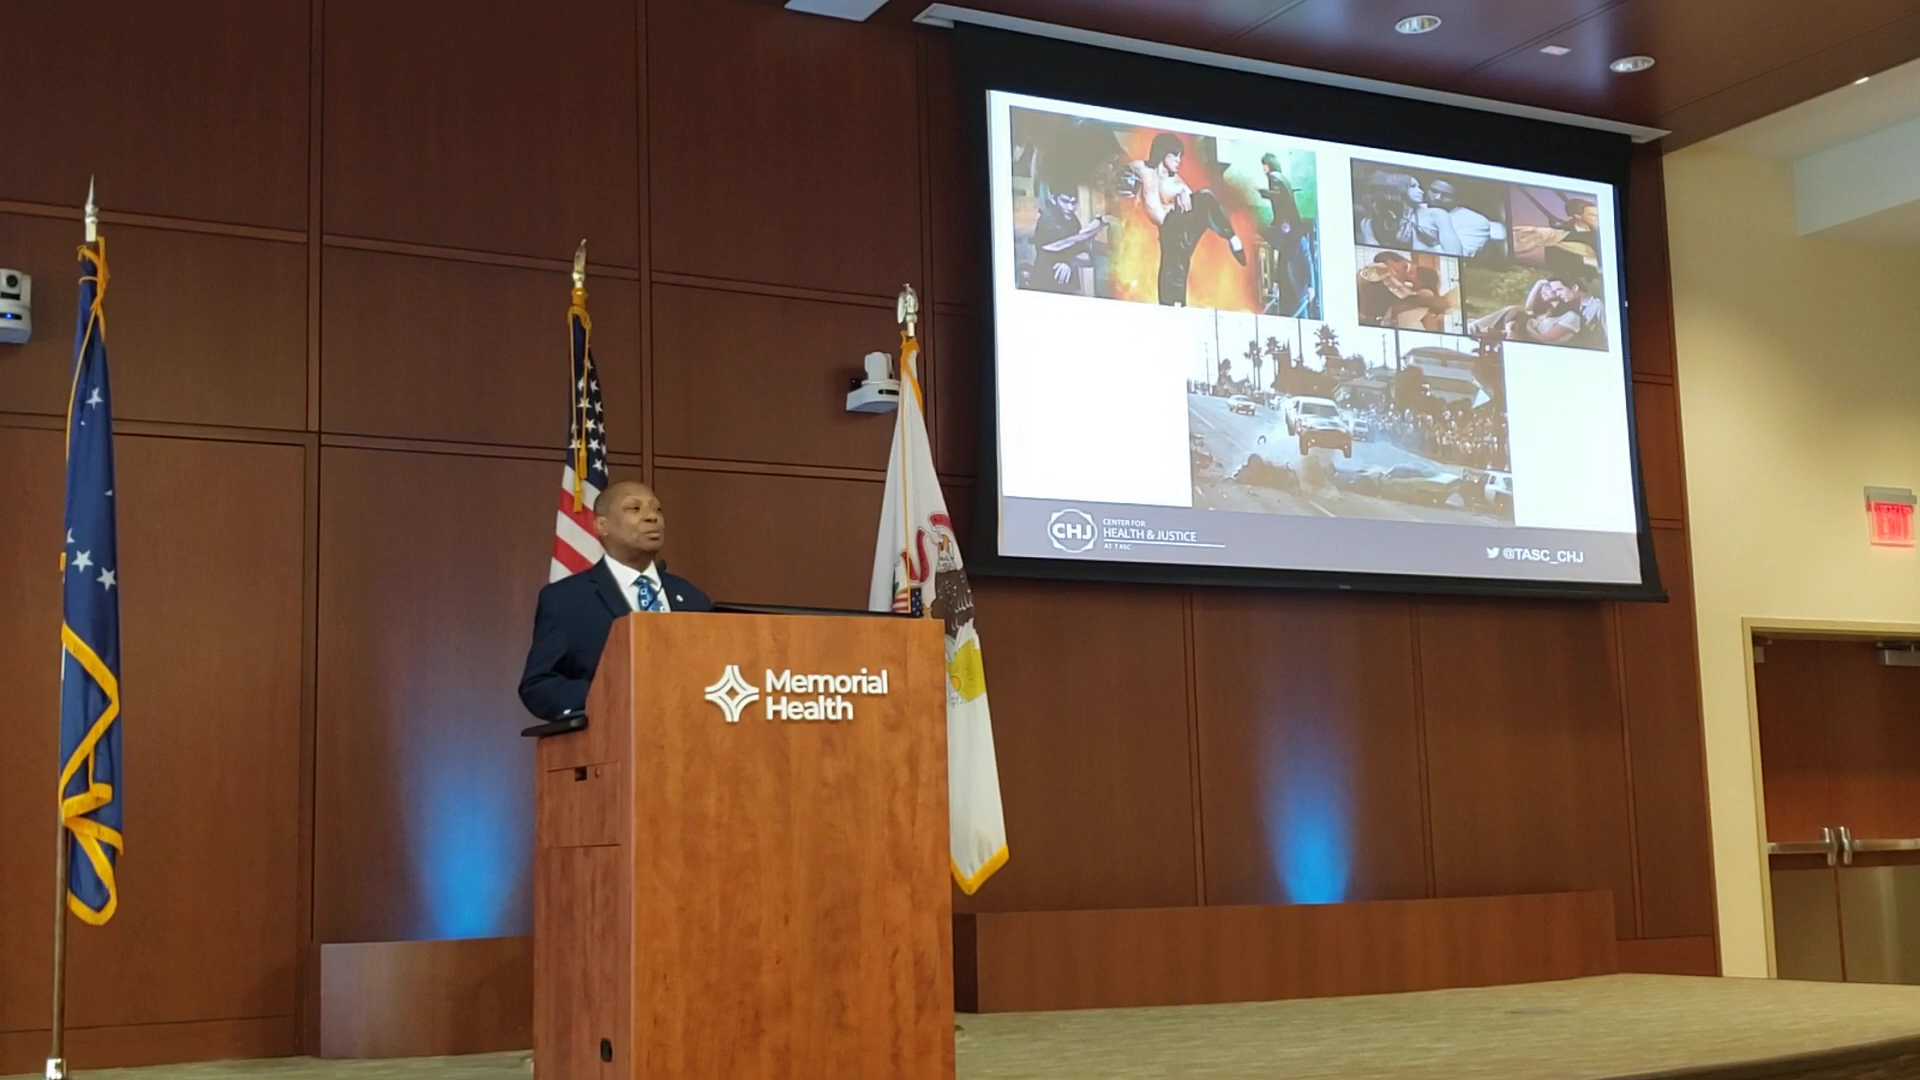 CHJ
CENTER FOR
HEALTH & JUSTICE
AT TASC
@TASC_CHJ
EXIT
Memorial
Health